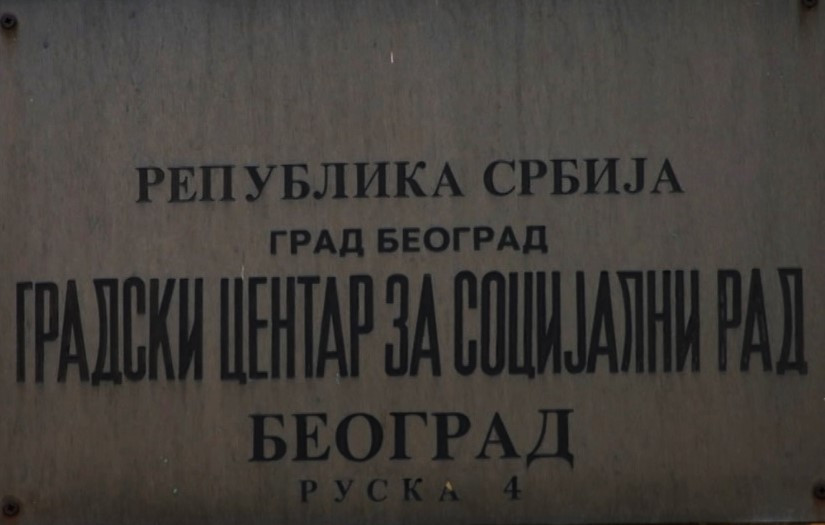 РЕПУБЛИКА СРБИЈА
ГРАД БЕОГРАД
ГРАДСКИ ЦЕНТАР ЗА СОЦИЈАЛНИ РАД
БЕОГРАД
РУСКА 4